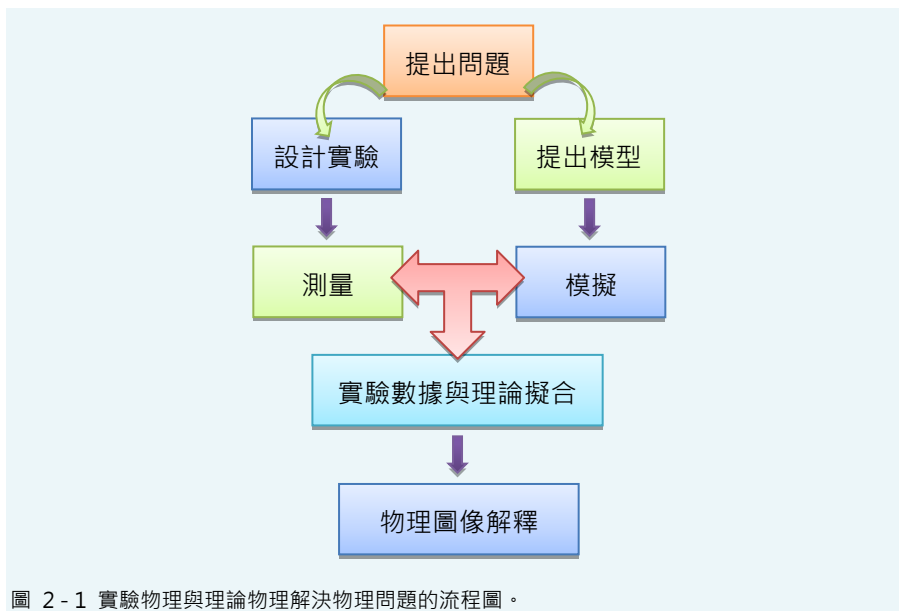 提出問題
設計實驗
提出模型
測量
模擬
實驗數據與理論擬合
物理圖像解釋
圖 2-1 實驗物理與理論物理解決物理問題的流程圖。